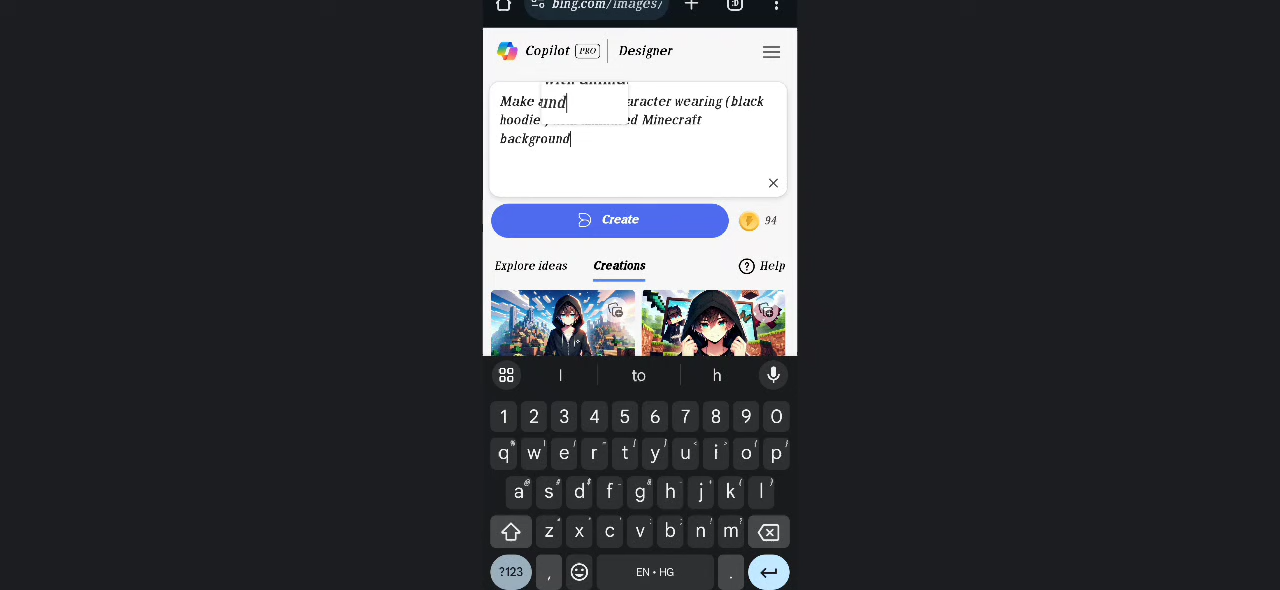 bing.com/images/
Copilot PRO Designer
und
Make aracter wearing (black
hoodie ed Minecraft
background
Create 94
Explore ideas Creations Help
I to h
1 2 3 4 5 6 7 8 9 0
q w e r t y u i o p
a s d f g h j k l
z x c v b n m
?123 , EN • HG .